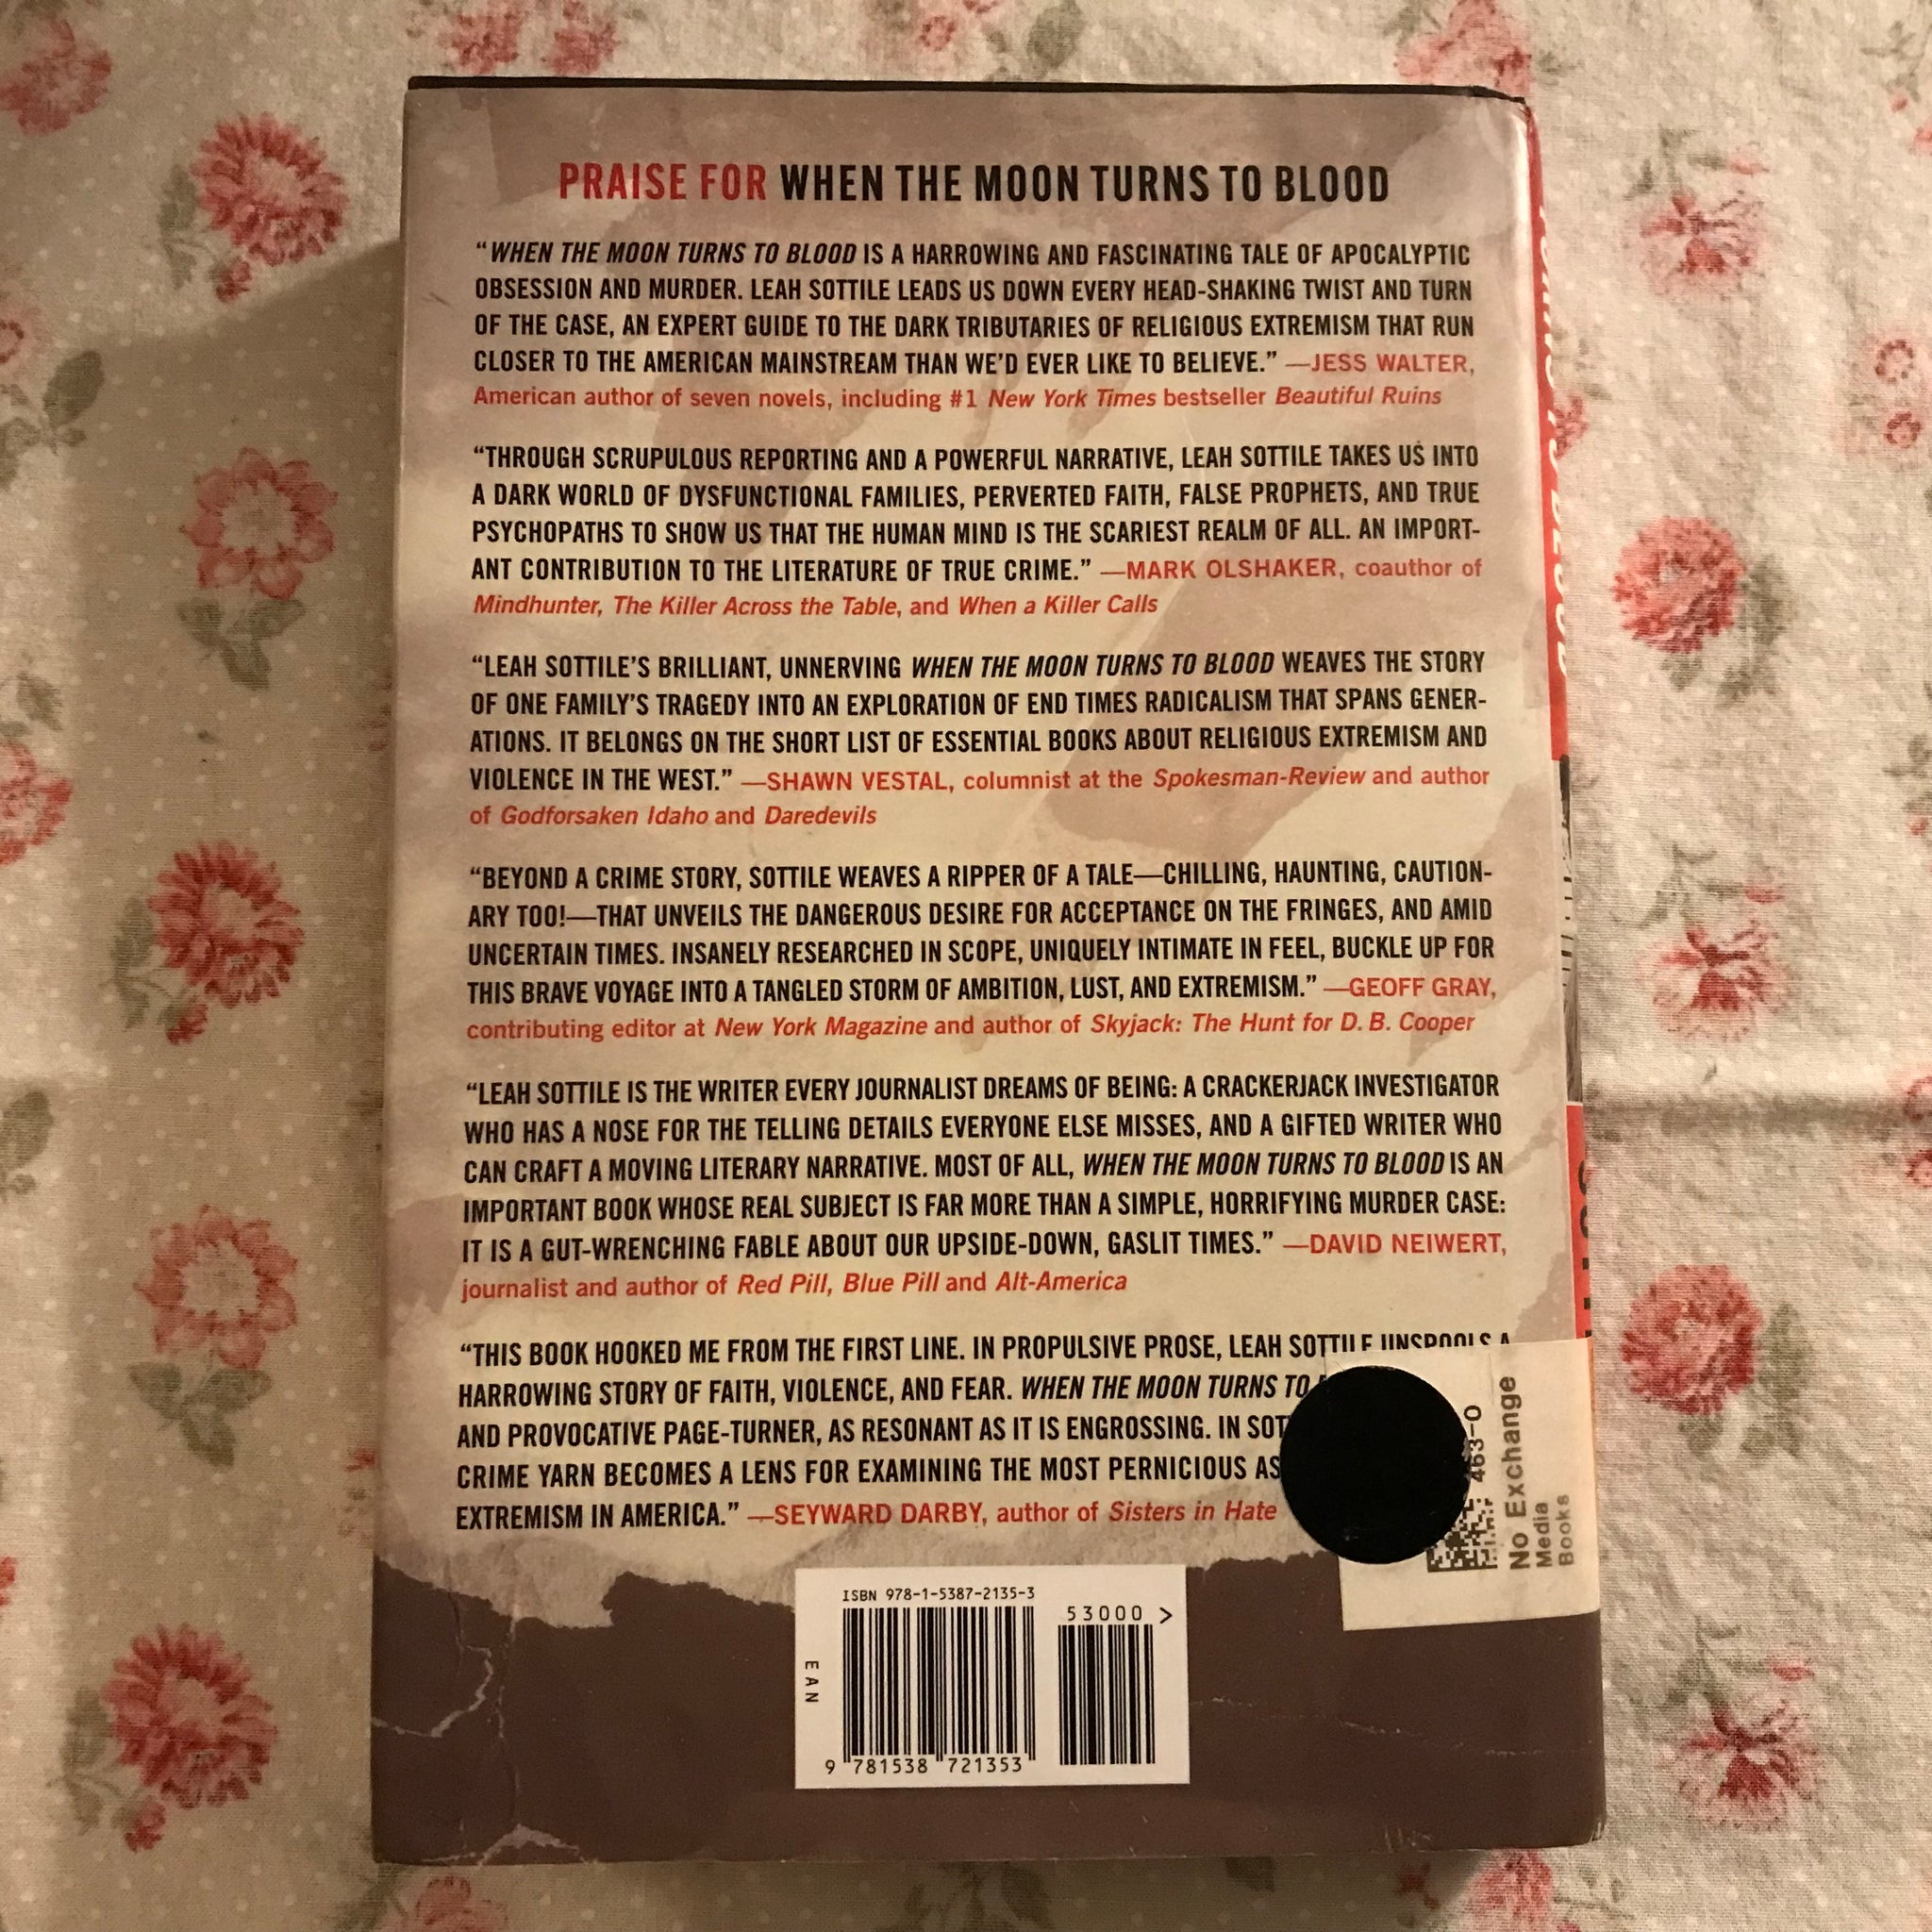 PRAISE FOR WHEN THE MOON TURNS TO BLOOD
“WHEN THE MOON TURNS TO BLOOD IS A HARROWING AND FASCINATING TALE OF APOCALYPTIC
OBSESSION AND MURDER. LEAH SOTTILE LEADS US DOWN EVERY HEAD-SHAKING TWIST AND TURN
OF THE CASE, AN EXPERT GUIDE TO THE DARK TRIBUTARIES OF RELIGIOUS EXTREMISM THAT RUN
CLOSER TO THE AMERICAN MAINSTREAM THAN WE’D EVER LIKE TO BELIEVE.” —JESS WALTER,
American author of seven novels, including #1 New York Times bestseller Beautiful Ruins
“THROUGH SCRUPULOUS REPORTING AND A POWERFUL NARRATIVE, LEAH SOTTILE TAKES US INTO
A DARK WORLD OF DYSFUNCTIONAL FAMILIES, PERVERTED FAITH, FALSE PROPHETS, AND TRUE
PSYCHOPATHS TO SHOW US THAT THE HUMAN MIND IS THE SCARIEST REALM OF ALL. AN IMPORT-
ANT CONTRIBUTION TO THE LITERATURE OF TRUE CRIME.” —MARK OLSHAKER, coauthor of
Mindhunter, The Killer Across the Table, and When a Killer Calls
“LEAH SOTTILE’S BRILLIANT, UNNERVING WHEN THE MOON TURNS TO BLOOD WEAVES THE STORY
OF ONE FAMILY’S TRAGEDY INTO AN EXPLORATION OF END TIMES RADICALISM THAT SPANS GENER-
ATIONS. IT BELONGS ON THE SHORT LIST OF ESSENTIAL BOOKS ABOUT RELIGIOUS EXTREMISM AND
VIOLENCE IN THE WEST.” —SHAWN VESTAL, columnist at the Spokesman-Review and author
of Godforsaken Idaho and Daredevils
“BEYOND A CRIME STORY, SOTTILE WEAVES A RIPPER OF A TALE—CHILLING, HAUNTING, CAUTION-
ARY TOO!—THAT UNVEILS THE DANGEROUS DESIRE FOR ACCEPTANCE ON THE FRINGES, AND AMID
UNCERTAIN TIMES. INSANELY RESEARCHED IN SCOPE, UNIQUELY INTIMATE IN FEEL, BUCKLE UP FOR
THIS BRAVE VOYAGE INTO A TANGLED STORM OF AMBITION, LUST, AND EXTREMISM.” —GEOFF GRAY,
contributing editor at New York Magazine and author of Skyjack: The Hunt for D. B. Cooper
“LEAH SOTTILE IS THE WRITER EVERY JOURNALIST DREAMS OF BEING: A CRACKERJACK INVESTIGATOR
WHO HAS A NOSE FOR THE TELLING DETAILS EVERYONE ELSE MISSES, AND A GIFTED WRITER WHO
CAN CRAFT A MOVING LITERARY NARRATIVE. MOST OF ALL, WHEN THE MOON TURNS TO BLOOD IS AN
IMPORTANT BOOK WHOSE REAL SUBJECT IS FAR MORE THAN A SIMPLE, HORRIFYING MURDER CASE:
IT IS A GUT-WRENCHING FABLE ABOUT OUR UPSIDE-DOWN, GASLIT TIMES.” —DAVID NEIWERT,
journalist and author of Red Pill, Blue Pill and Alt-America
“THIS BOOK HOOKED ME FROM THE FIRST LINE. IN PROPULSIVE PROSE, LEAH SOTTILE UNSPOOLS A
HARROWING STORY OF FAITH, VIOLENCE, AND FEAR. WHEN THE MOON TURNS TO
AND PROVOCATIVE PAGE-TURNER, AS RESONANT AS IT IS ENGROSSING. IN SOT
CRIME YARN BECOMES A LENS FOR EXAMINING THE MOST PERNICIOUS AS
EXTREMISM IN AMERICA.” —SEYWARD DARBY, author of Sisters in Hate
463-0
No Exchange
Media
Books
ISBN 978-1-5387-2135-3
53000 >
EAN
9 781538 721353